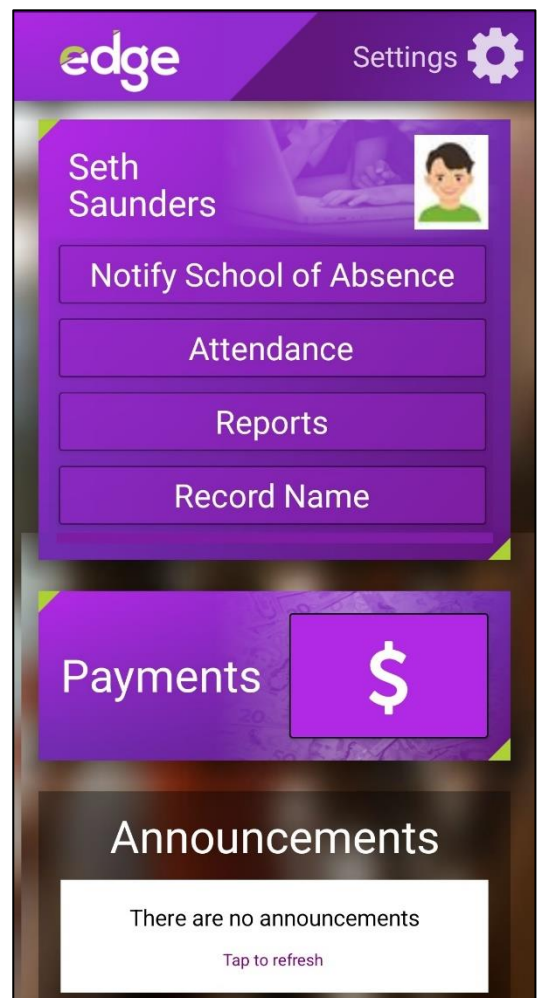 edge
Settings
Seth
Saunders
Notify School of Absence
Attendance
Reports
Record Name
Payments
$
Announcements
There are no announcements
Tap to refresh